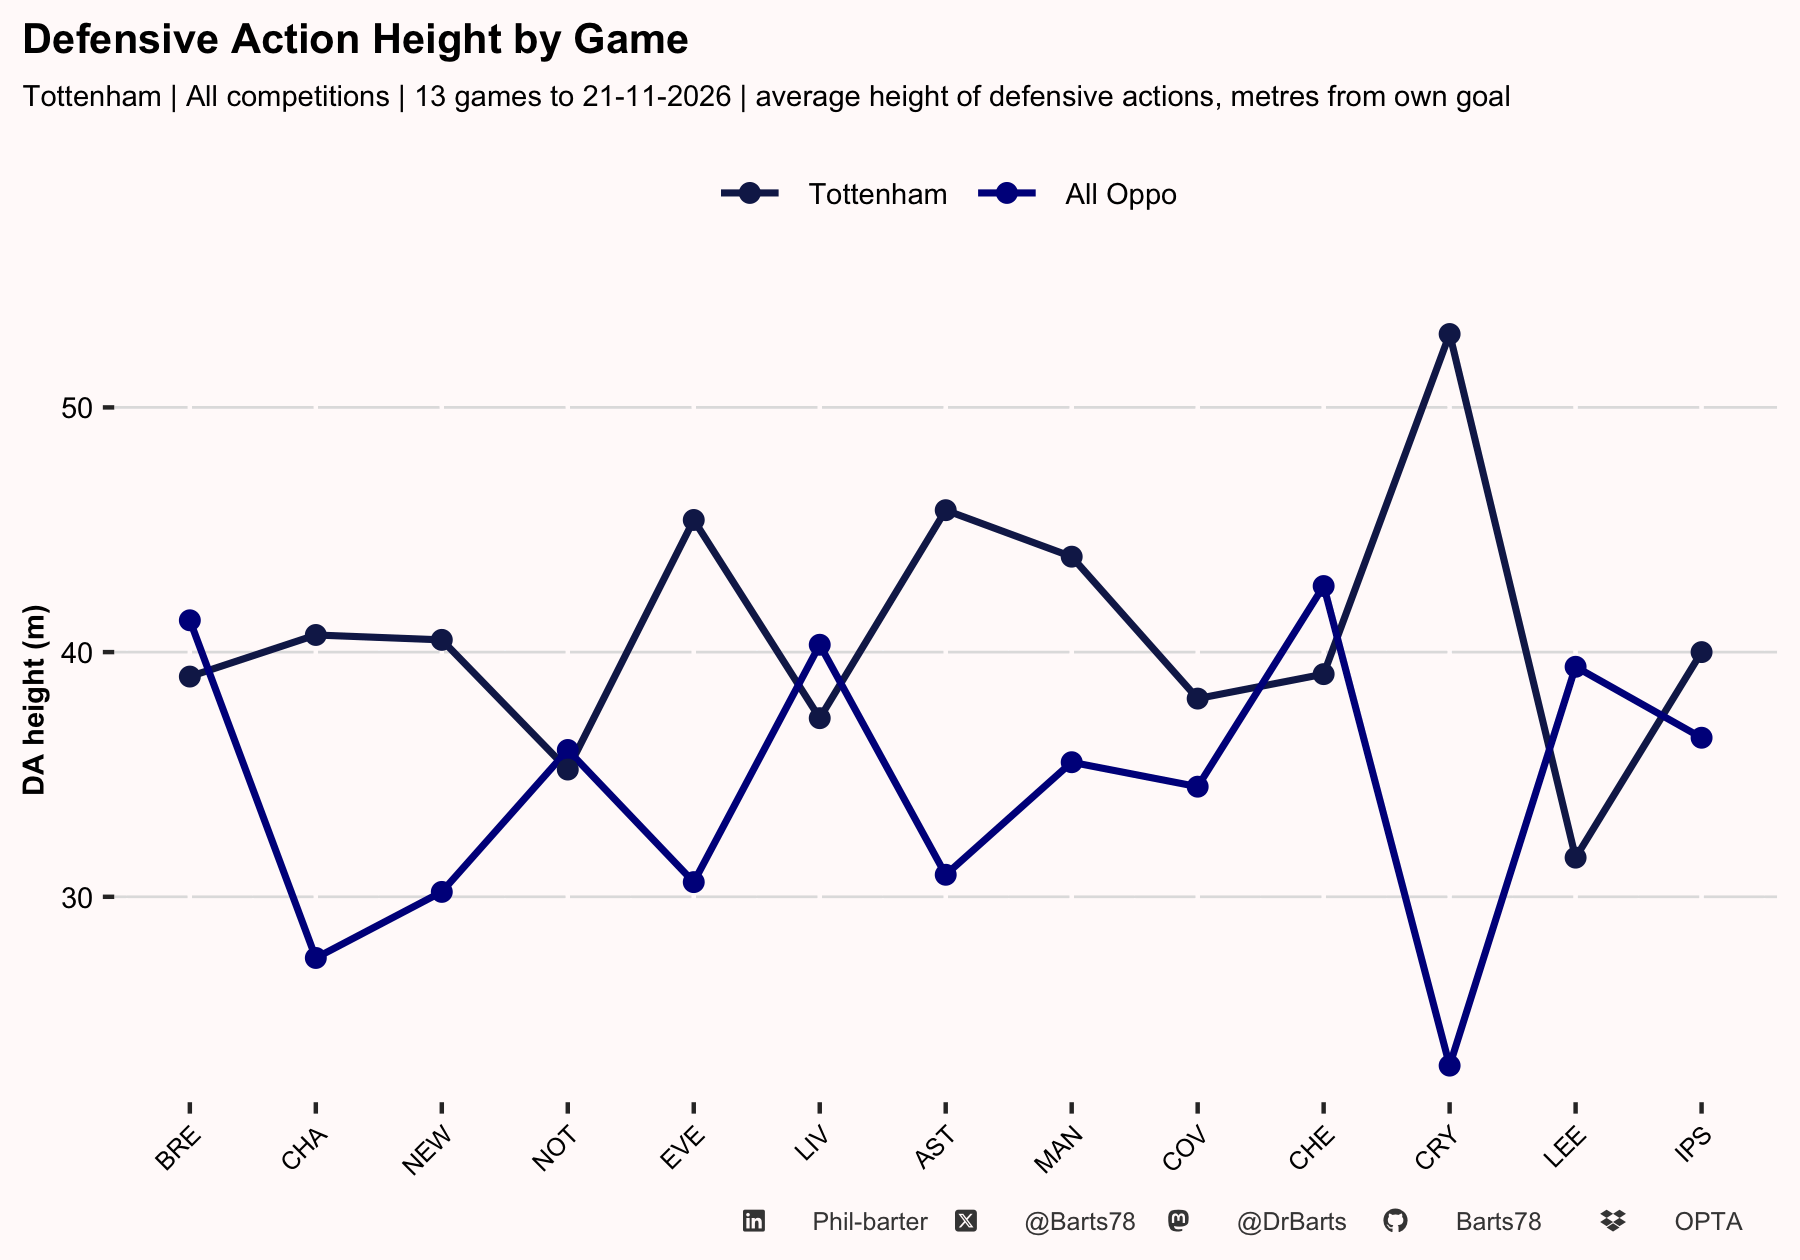 Defensive Action Height by Game
Tottenham | All competitions | 13 games to 21-11-2026 | average height of defensive actions, metres from own goal
Tottenham All Oppo
DA height (m)
50
40
30
BRE CHA NEW NOT EVE LIV AST MAN COV CHE CRY LEE IPS
Phil-barter @Barts78 @DrBarts Barts78 OPTA